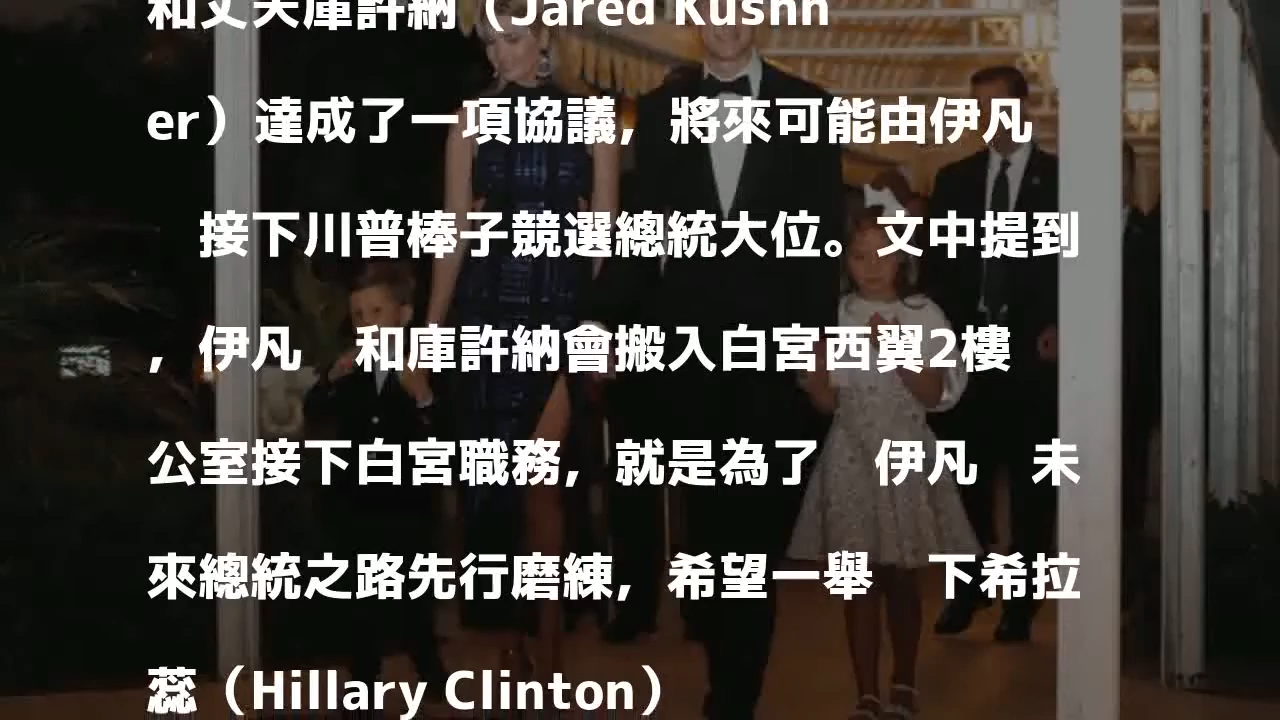 和丈夫庫許納（Jared Kushn
er）達成了一項協議，將來可能由伊凡
接下川普棒子競選總統大位。文中提到
，伊凡　和庫許納會搬入白宮西翼2樓
公室接下白宮職務，就是為了　伊凡　未
來總統之路先行磨練，希望一舉　下希拉
蕊（Hillary Clinton）